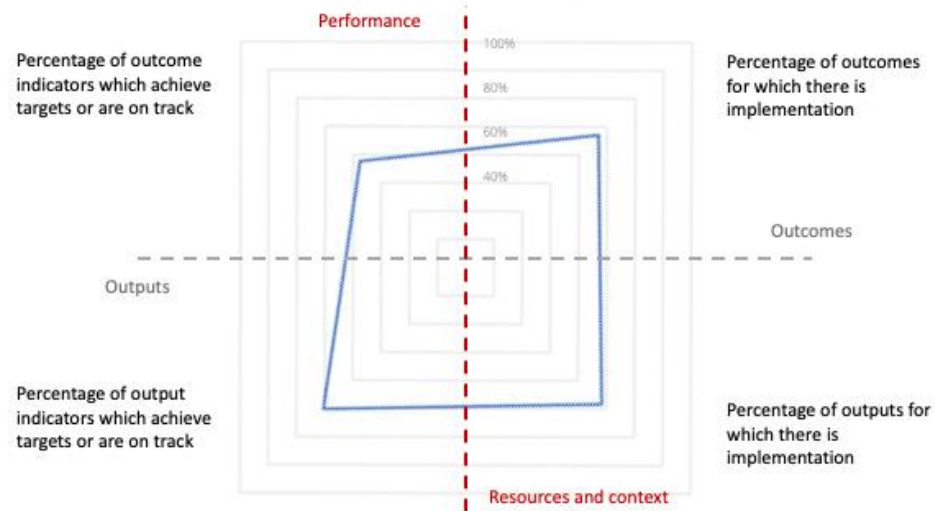 Performance
100%
Percentage of outcome
indicators which achieve
targets or are on track
Percentage of outcomes
for which there is
implementation
80%
60%
40%
Outcomes
Outputs
Percentage of output
indicators which achieve
targets or are on track
Percentage of outputs for
which there is
implementation
Resources and context